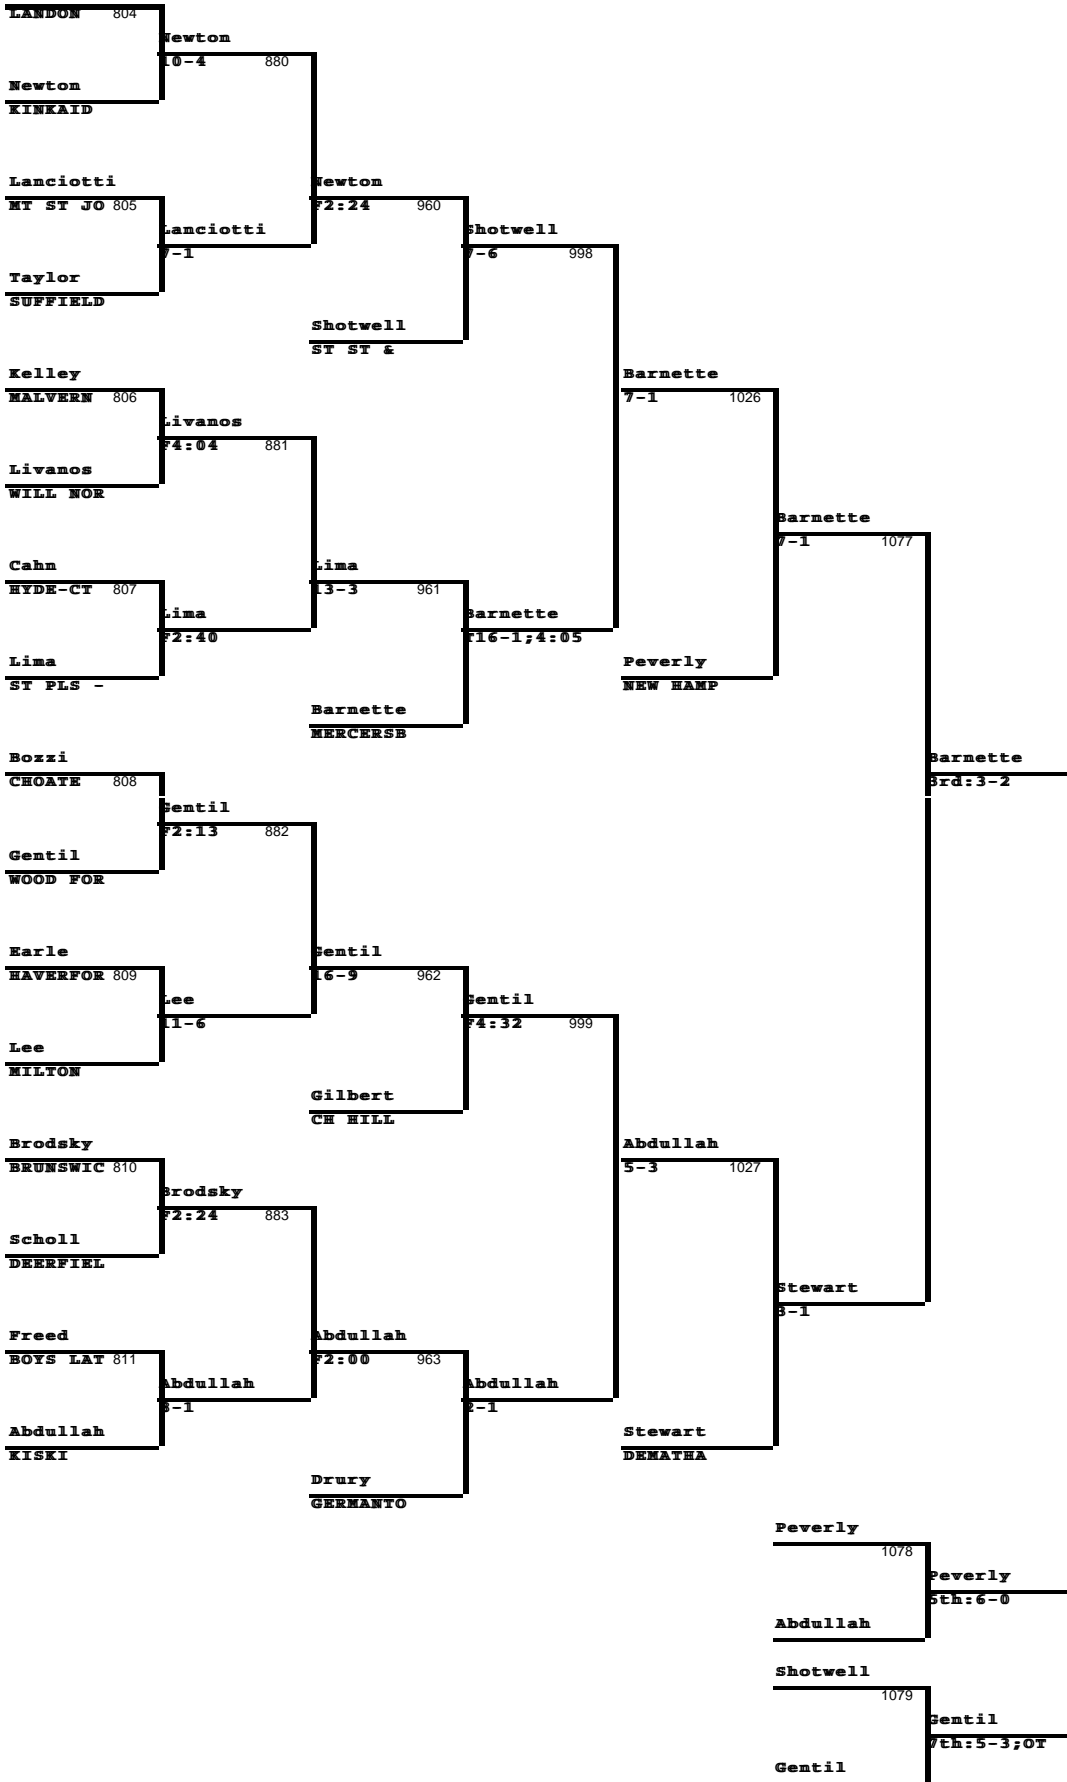 LANDON 804
Newton
10-4 880
Newton
KINKAID
Lanciotti
MT ST JO 805
Lanciotti
7-1
Taylor
SUFFIELD
Newton
F2:24 960
Shotwell
7-6 998
Shotwell
ST ST &
Kelley
MALVERN 806
Livanos
F4:04 881
Livanos
WILL NOR
Barnette
7-1 1026
Cahn
HYDE-CT 807
Lima
F2:40
Lima
ST PLS -
Lima
13-3 961
Barnette
T16-1;4:05
Barnette
MERCERSB
Peverly
NEW HAMP
Barnette
7-1 1077
Bozzi
CHOATE 808
Gentil
F2:13 882
Gentil
WOOD FOR
Barnette
3rd:3-2
Earle
HAVERFOR 809
Lee
11-6
Lee
MILTON
Gentil
16-9 962
Gentil
F4:32 999
Gilbert
CH HILL
Brodsky
BRUNSWIC 810
Brodsky
F2:24 883
Scholl
DEERFIEL
Abdullah
5-3 1027
Freed
BOYS LAT 811
Abdullah
3-1
Abdullah
KISKI
Abdullah
F2:00 963
Abdullah
2-1
Drury
GERMANTO
Stewart
3-1
Stewart
DEMATHA
Peverly
1078
Peverly
5th:6-0
Abdullah
Shotwell
1079
Gentil
7th:5-3;OT
Gentil